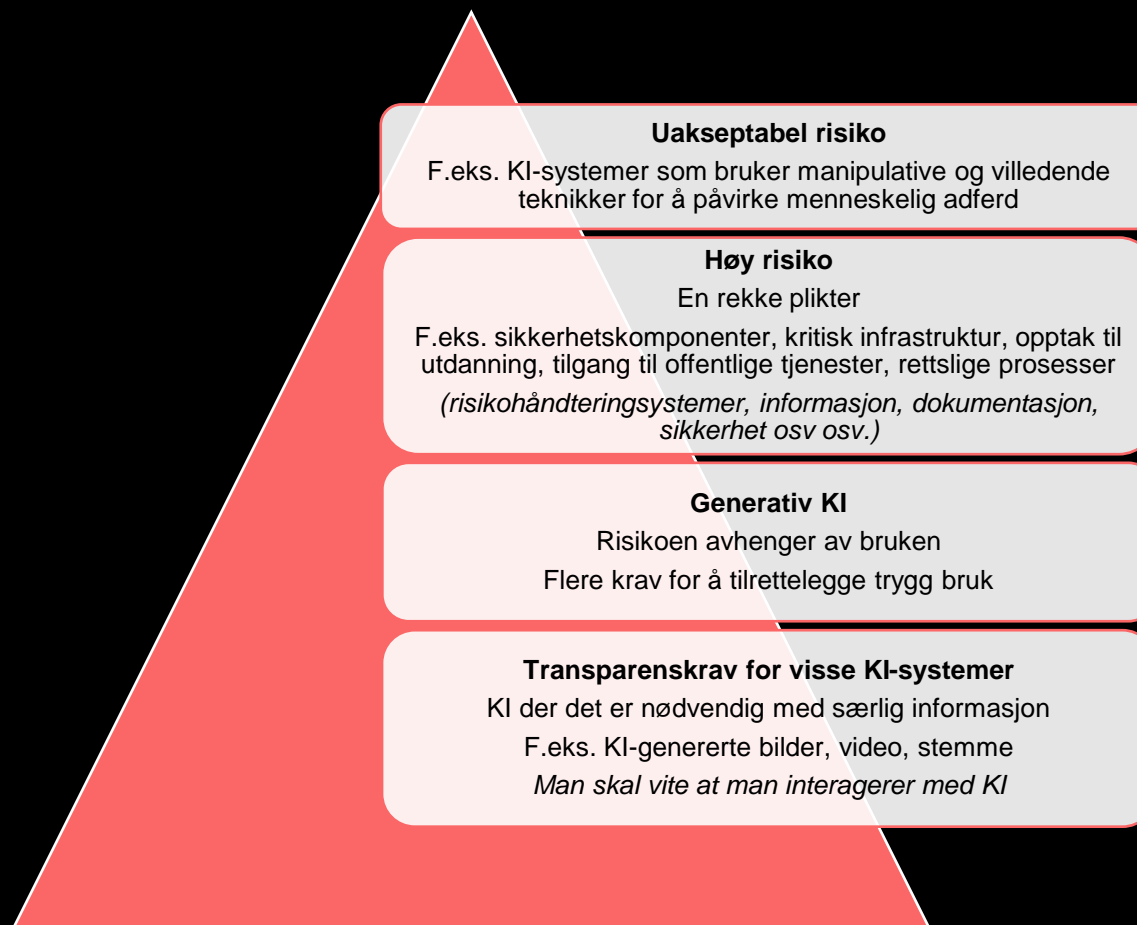 Uakseptabel risiko
F.eks. KI-systemer som bruker manipulative og villedende
teknikker for å påvirke menneskelig adferd
Høy risiko
En rekke plikter
F.eks. sikkerhetskomponenter, kritisk infrastruktur, opptak til
utdanning, tilgang til offentlige tjenester, rettslige prosesser
(risikohåndteringsystemer, informasjon, dokumentasjon,
sikkerhet osv osv.)
Generativ KI
Risikoen avhenger av bruken
Flere krav for å tilrettelegge trygg bruk
Transparenskrav for visse KI-systemer
KI der det er nødvendig med særlig informasjon
F.eks. KI-genererte bilder, video, stemme
Man skal vite at man interagerer med KI